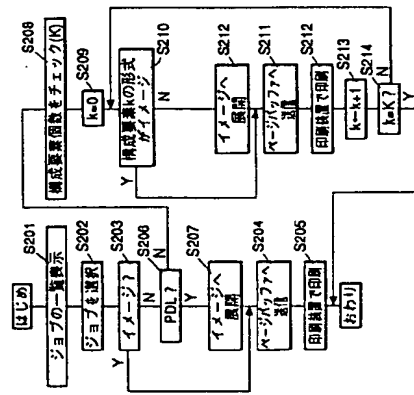 はじめ
S201
ジョブの一覧表示
S202
ジョブを選択
S203
イメージ?
Y
N
S206
PDL?
N
Y
S207
イメージへ
展開
S204
ページバッファへ
送信
S205
印刷装置で印刷
おわり
S208
構成要素個数をチェック(K)
S209
k=0
S210
構成要素kの形式
がイメージ
Y
N
S212
イメージへ
展開
S211
ページバッファへ
送信
S212
印刷装置で印刷
S213
k←k+1
S214
k=K?
N
Y